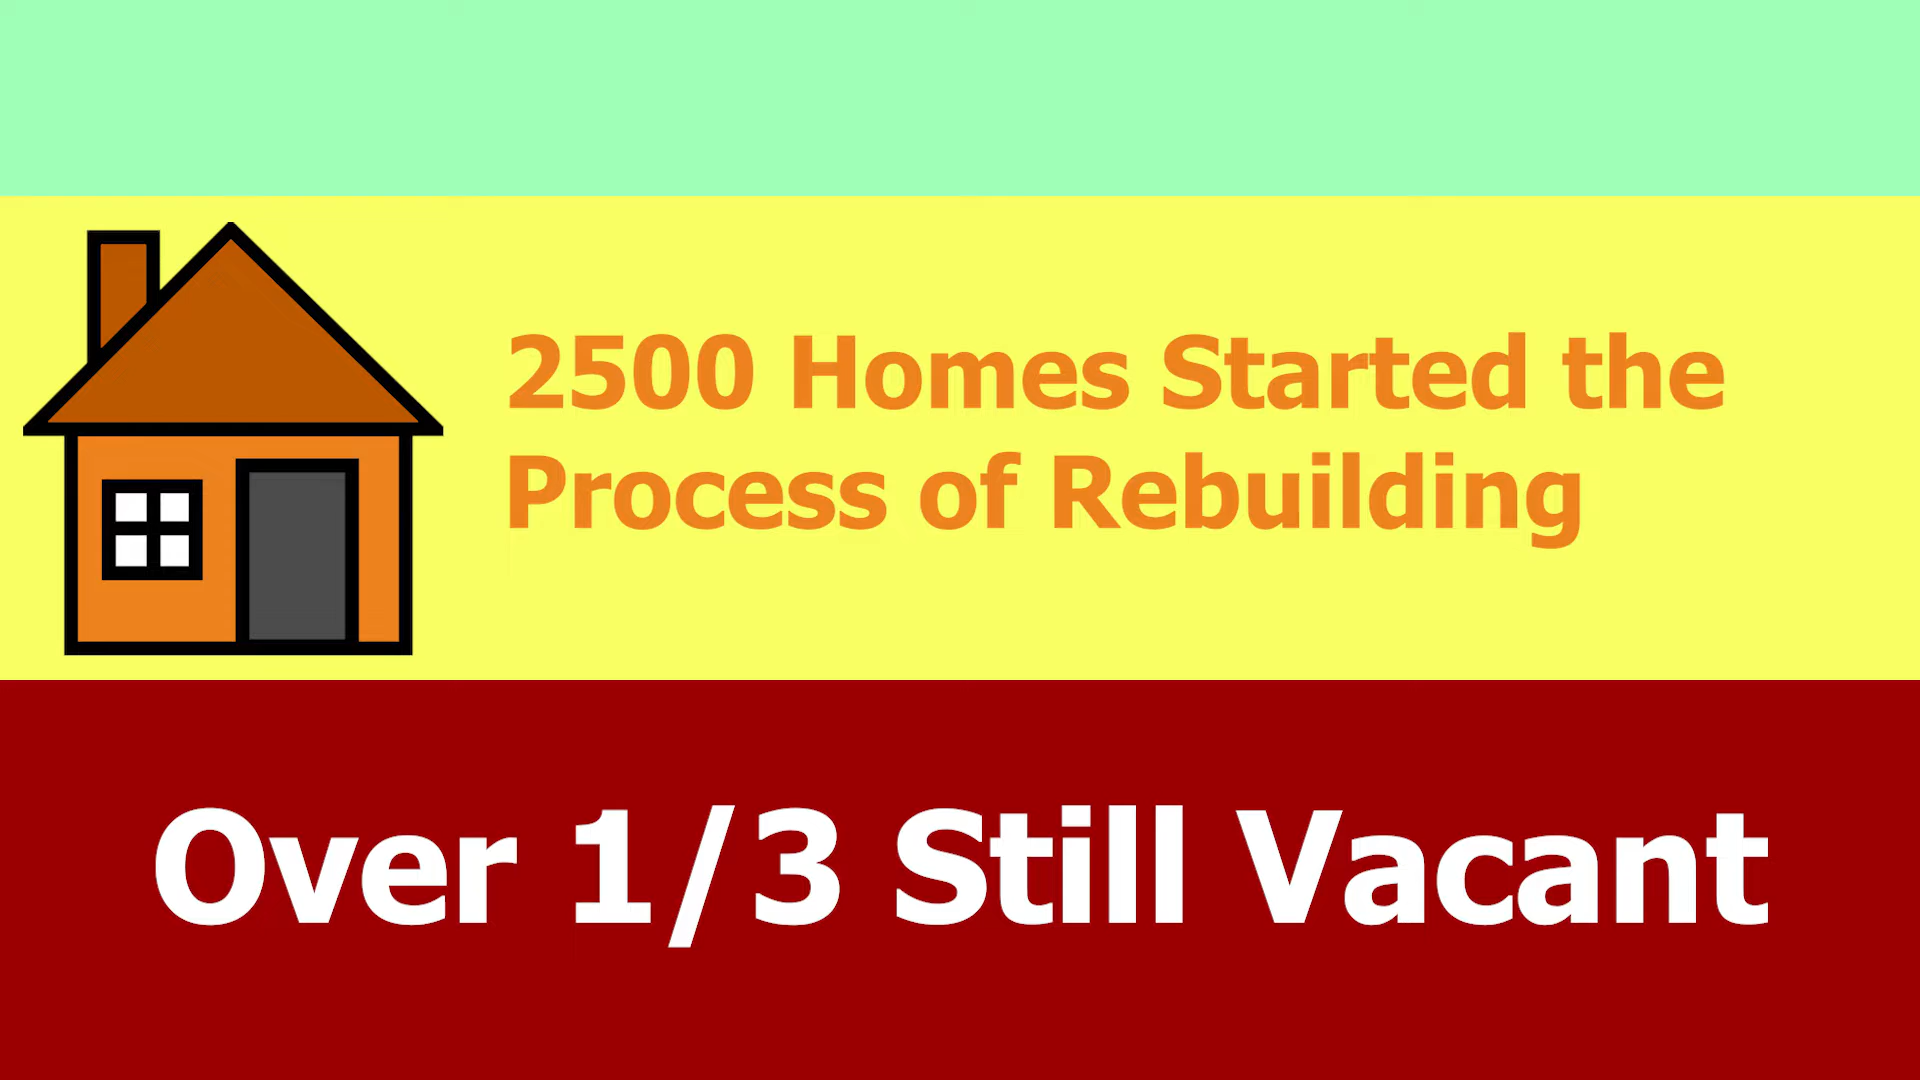 2500 Homes Started the
Process of Rebuilding
Over 1/3 Still Vacant